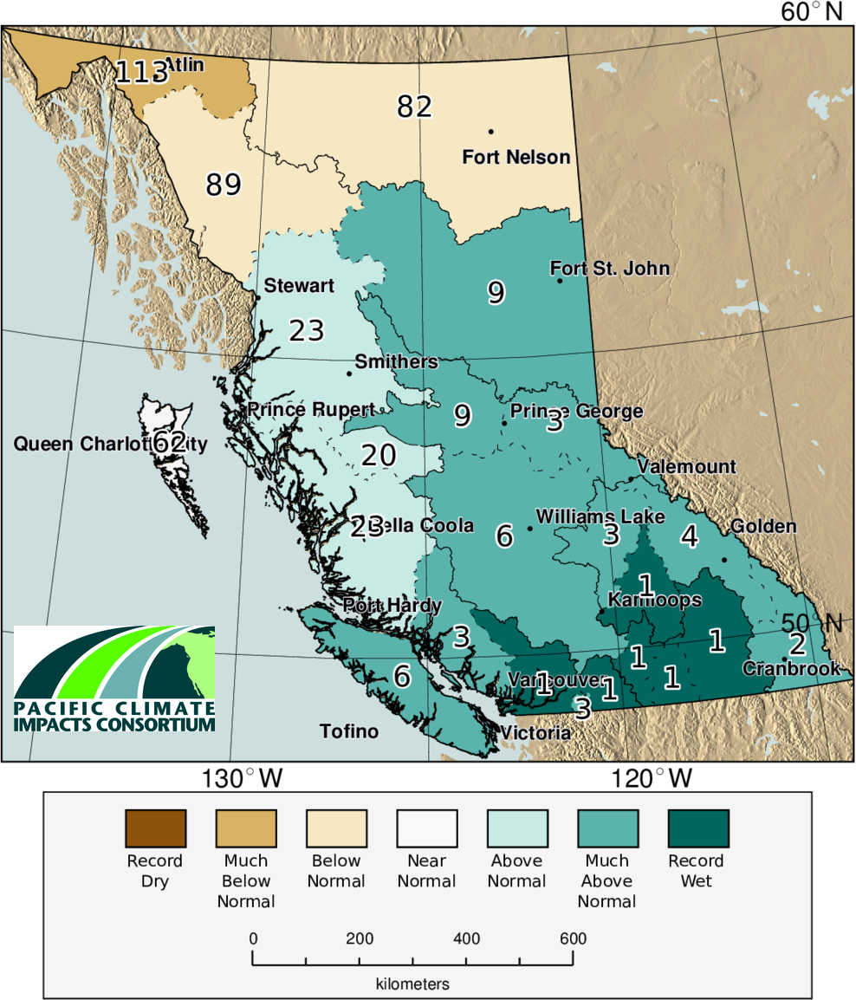 60° N
113
Atlin
82
Fort Nelson
89
Fort St. John
9
Stewart
23
Smithers
Prince Rupert
9
Prince George
3
Queen Charlotte City
62
20
Valemount
23
Bella Coola
6
Williams Lake
3
4
Golden
1
Kamloops
Port Hardy
50° N
3
1
2
1
Cranbrook
6
Vancouver
1
1
1
3
PACIFIC CLIMATE
IMPACTS CONSORTIUM
Tofino
Victoria
130° W
120° W
Record
Dry
Much
Below
Normal
Below
Normal
Near
Normal
Above
Normal
Much
Above
Normal
Record
Wet
0 200 400 600
kilometers